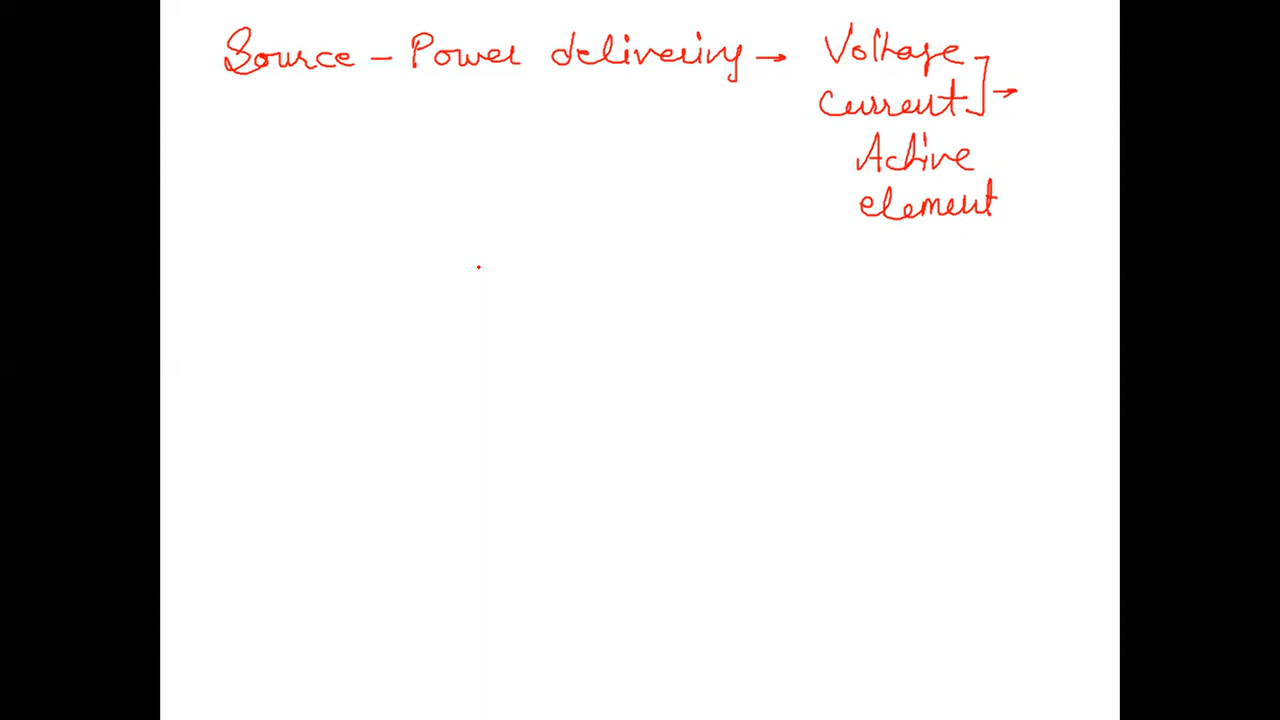 Source - Power delivering → Voltage
Current →
Active
element